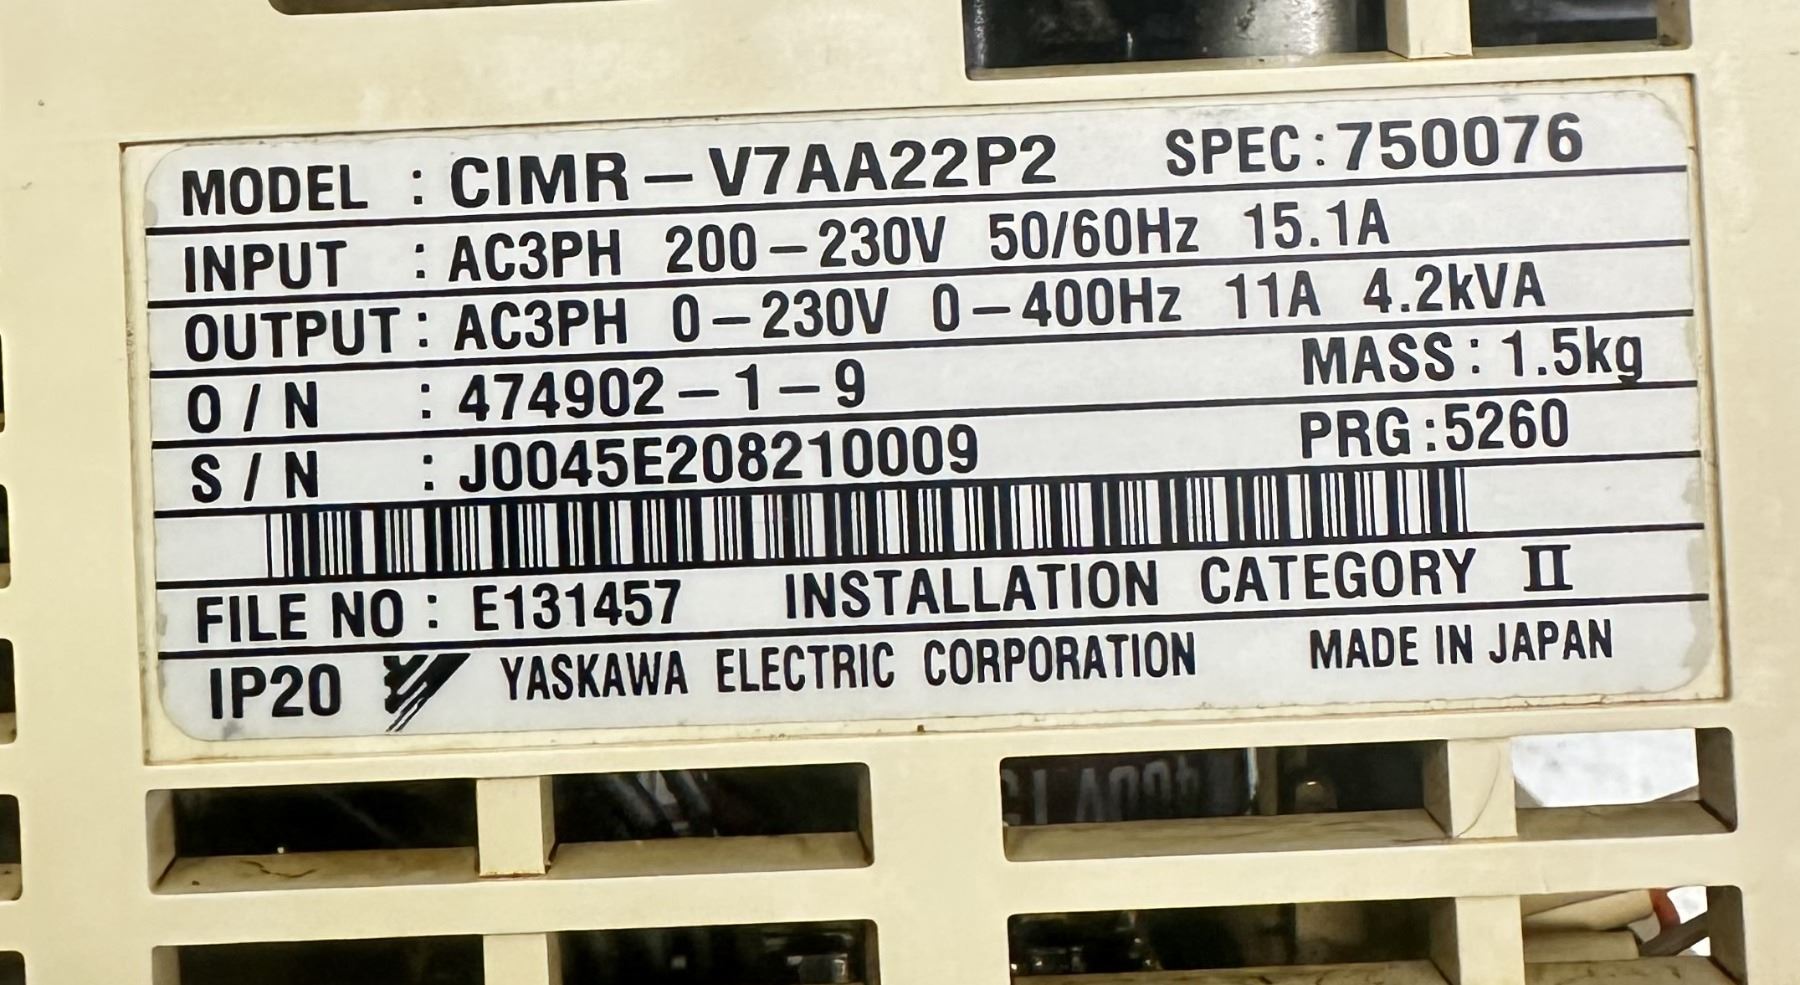 MODEL : CIMR-V7AA22P2 SPEC:750076
INPUT : AC3PH 200-230V 50/60Hz 15.1A
OUTPUT: AC3PH 0-230V 0-400Hz 11A 4.2kVA
O/N : 474902-1-9 MASS: 1.5kg
S/N : J0045E208210009 PRG:5260
FILE NO: E131457 INSTALLATION CATEGORY II
IP20 YASKAWA ELECTRIC CORPORATION MADE IN JAPAN